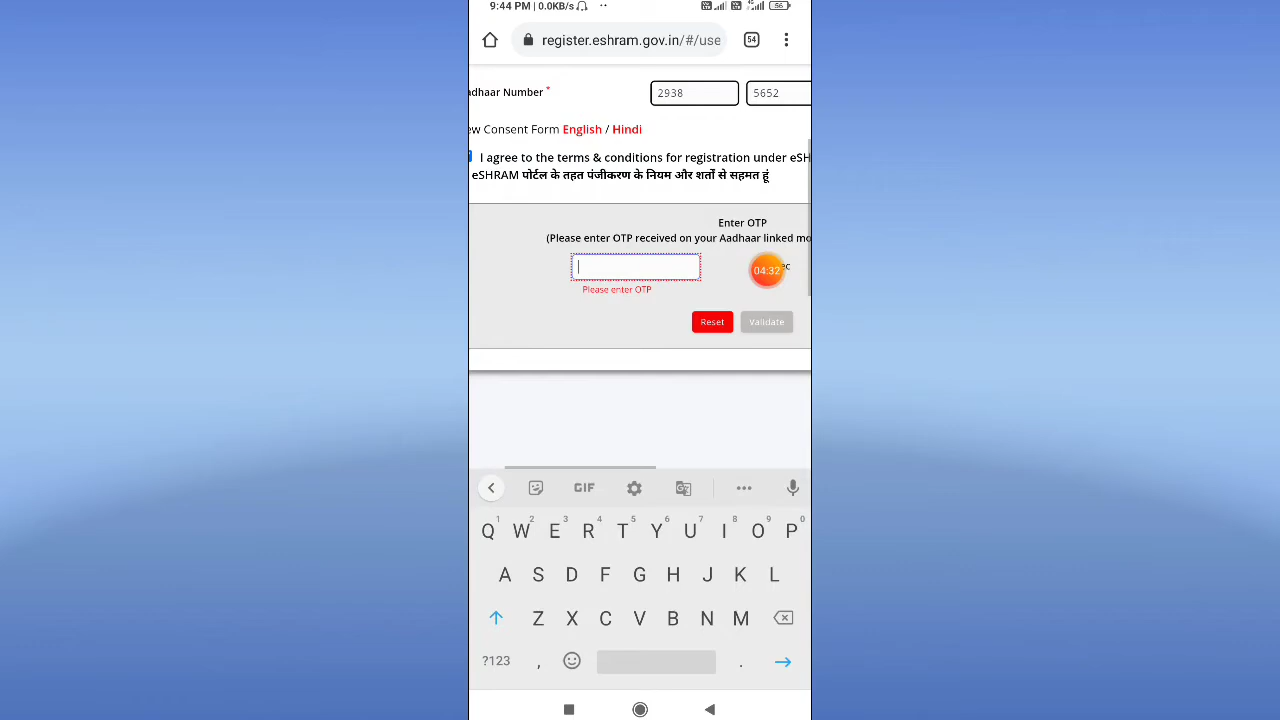 9:44 PM | 0.0KB/s
56
register.eshram.gov.in/#/use
54
adhaar Number *
2938
5652
ew Consent Form English / Hindi
I agree to the terms & conditions for registration under eSH
eSHRAM पोर्टल के तहत पंजीकरण के नियम और शर्तों से सहमत हूं
Enter OTP
(Please enter OTP received on your Aadhaar linked mo
04:32
ec
Please enter OTP
Reset
Validate
GIF
Q 1 W 2 E 3 R 4 T 5 Y 6 U 7 I 8 O 9 P 0
A S D F G H J K L
Z X C V B N M
?123 , .